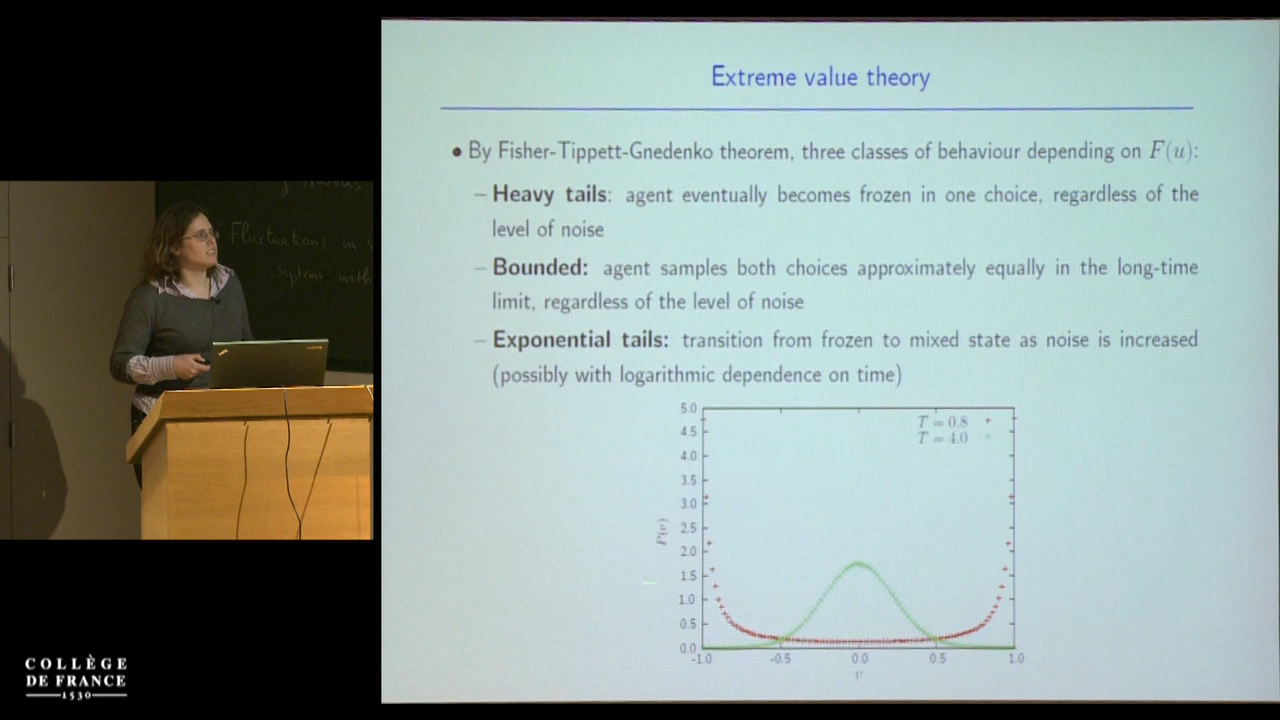 Extreme value theory
• By Fisher-Tippett-Gnedenko theorem, three classes of behaviour depending on F(u):
– Heavy tails: agent eventually becomes frozen in one choice, regardless of the
level of noise
– Bounded: agent samples both choices approximately equally in the long-time
limit, regardless of the level of noise
– Exponential tails: transition from frozen to mixed state as noise is increased
(possibly with logarithmic dependence on time)
T = 0.8
T = 4.0
5.0
4.5
4.0
3.5
3.0
2.5
2.0
1.5
1.0
0.5
0.0
P(v)
-1.0 -0.5 0.0 0.5 1.0
v
Fluctuations in
systems with
COLLÈGE
DE FRANCE
1530